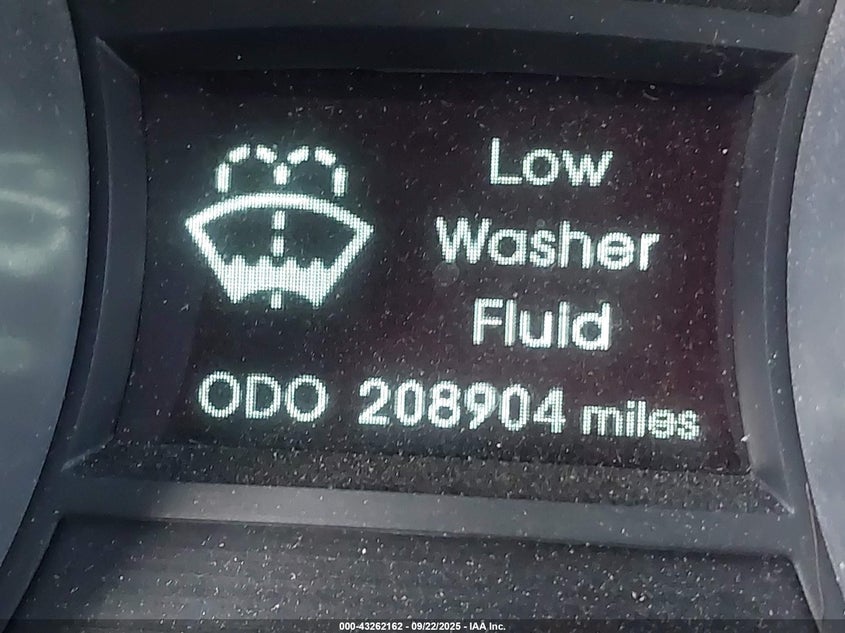 Low
Washer
Fluid
ODO 208904 miles
000-43262162 - 09/22/2025 - IAA Inc.